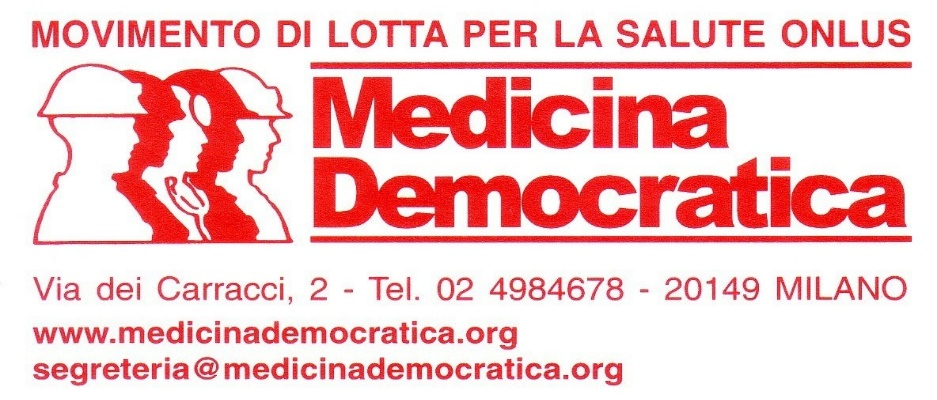 MOVIMENTO DI LOTTA PER LA SALUTE ONLUS
Medicina
Democratica
Via dei Carracci, 2 - Tel. 02 4984678 - 20149 MILANO
www.medicinademocratica.org
segreteria@medicinademocratica.org